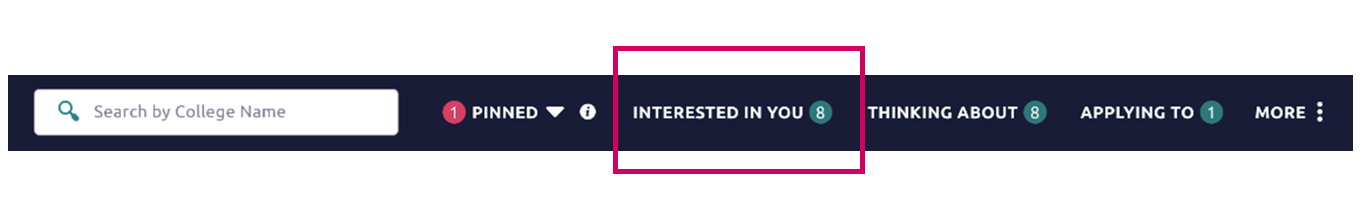 Search by College Name 1 PINNED i INTERESTED IN YOU 8 THINKING ABOUT 8 APPLYING TO 1 MORE